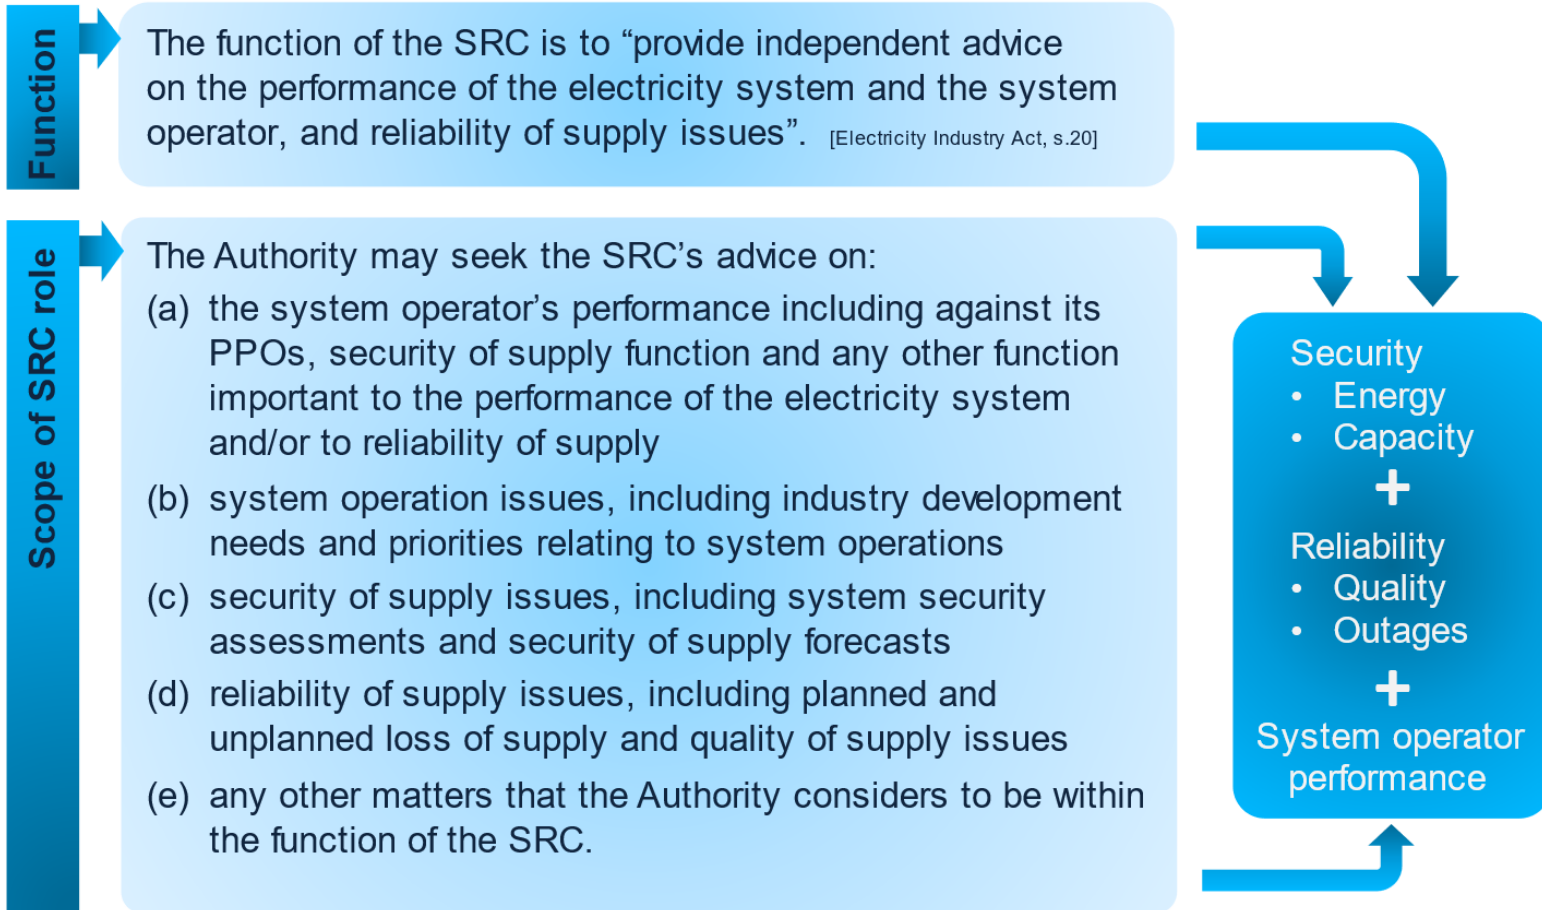 Function
The function of the SRC is to “provide independent advice
on the performance of the electricity system and the system
operator, and reliability of supply issues”. [Electricity Industry Act, s.20]
Scope of SRC role
The Authority may seek the SRC’s advice on:
(a) the system operator’s performance including against its
PPOs, security of supply function and any other function
important to the performance of the electricity system
and/or to reliability of supply
(b) system operation issues, including industry development
needs and priorities relating to system operations
(c) security of supply issues, including system security
assessments and security of supply forecasts
(d) reliability of supply issues, including planned and
unplanned loss of supply and quality of supply issues
(e) any other matters that the Authority considers to be within
the function of the SRC.
Security
• Energy
• Capacity
+
Reliability
• Quality
• Outages
+
System operator
performance